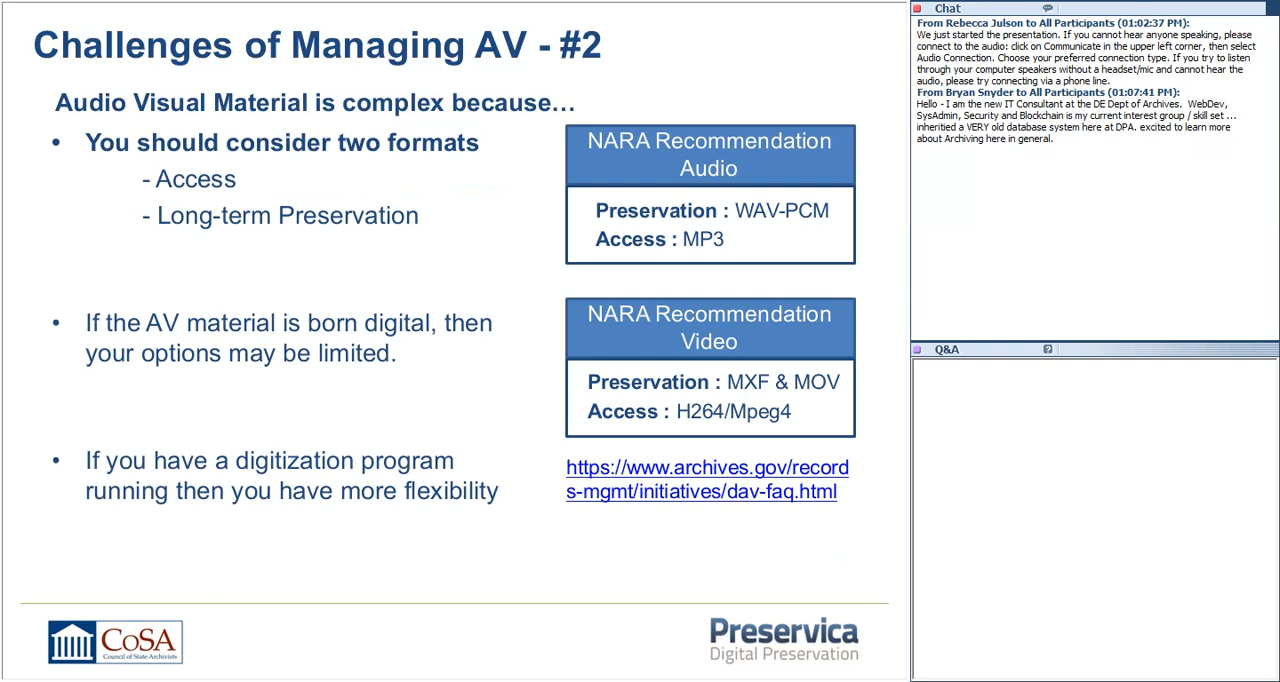 Challenges of Managing AV - #2
Audio Visual Material is complex because…
• You should consider two formats
- Access
- Long-term Preservation
• If the AV material is born digital, then
your options may be limited.
• If you have a digitization program
running then you have more flexibility
NARA Recommendation
Audio
Preservation : WAV-PCM
Access : MP3
NARA Recommendation
Video
Preservation : MXF & MOV
Access : H264/Mpeg4
https://www.archives.gov/record
s-mgmt/initiatives/dav-faq.html
CoSA
Council of State Archivists
Preservica
Digital Preservation
Chat
From Rebecca Julson to All Participants (01:02:37 PM):
We just started the presentation. If you cannot hear anyone speaking, please
connect to the audio: click on Communicate in the upper left corner, then select
Audio Connection. Choose your preferred connection type. If you try to listen
through your computer speakers without a headset/mic and cannot hear the
audio, please try connecting via a phone line.
From Bryan Snyder to All Participants (01:07:41 PM):
Hello - I am the new IT Consultant at the DE Dept of Archives. WebDev,
SysAdmin, Security and Blockchain is my current interest group / skill set ...
inheritied a VERY old database system here at DPA. excited to learn more
about Archiving here in general.
Q&A